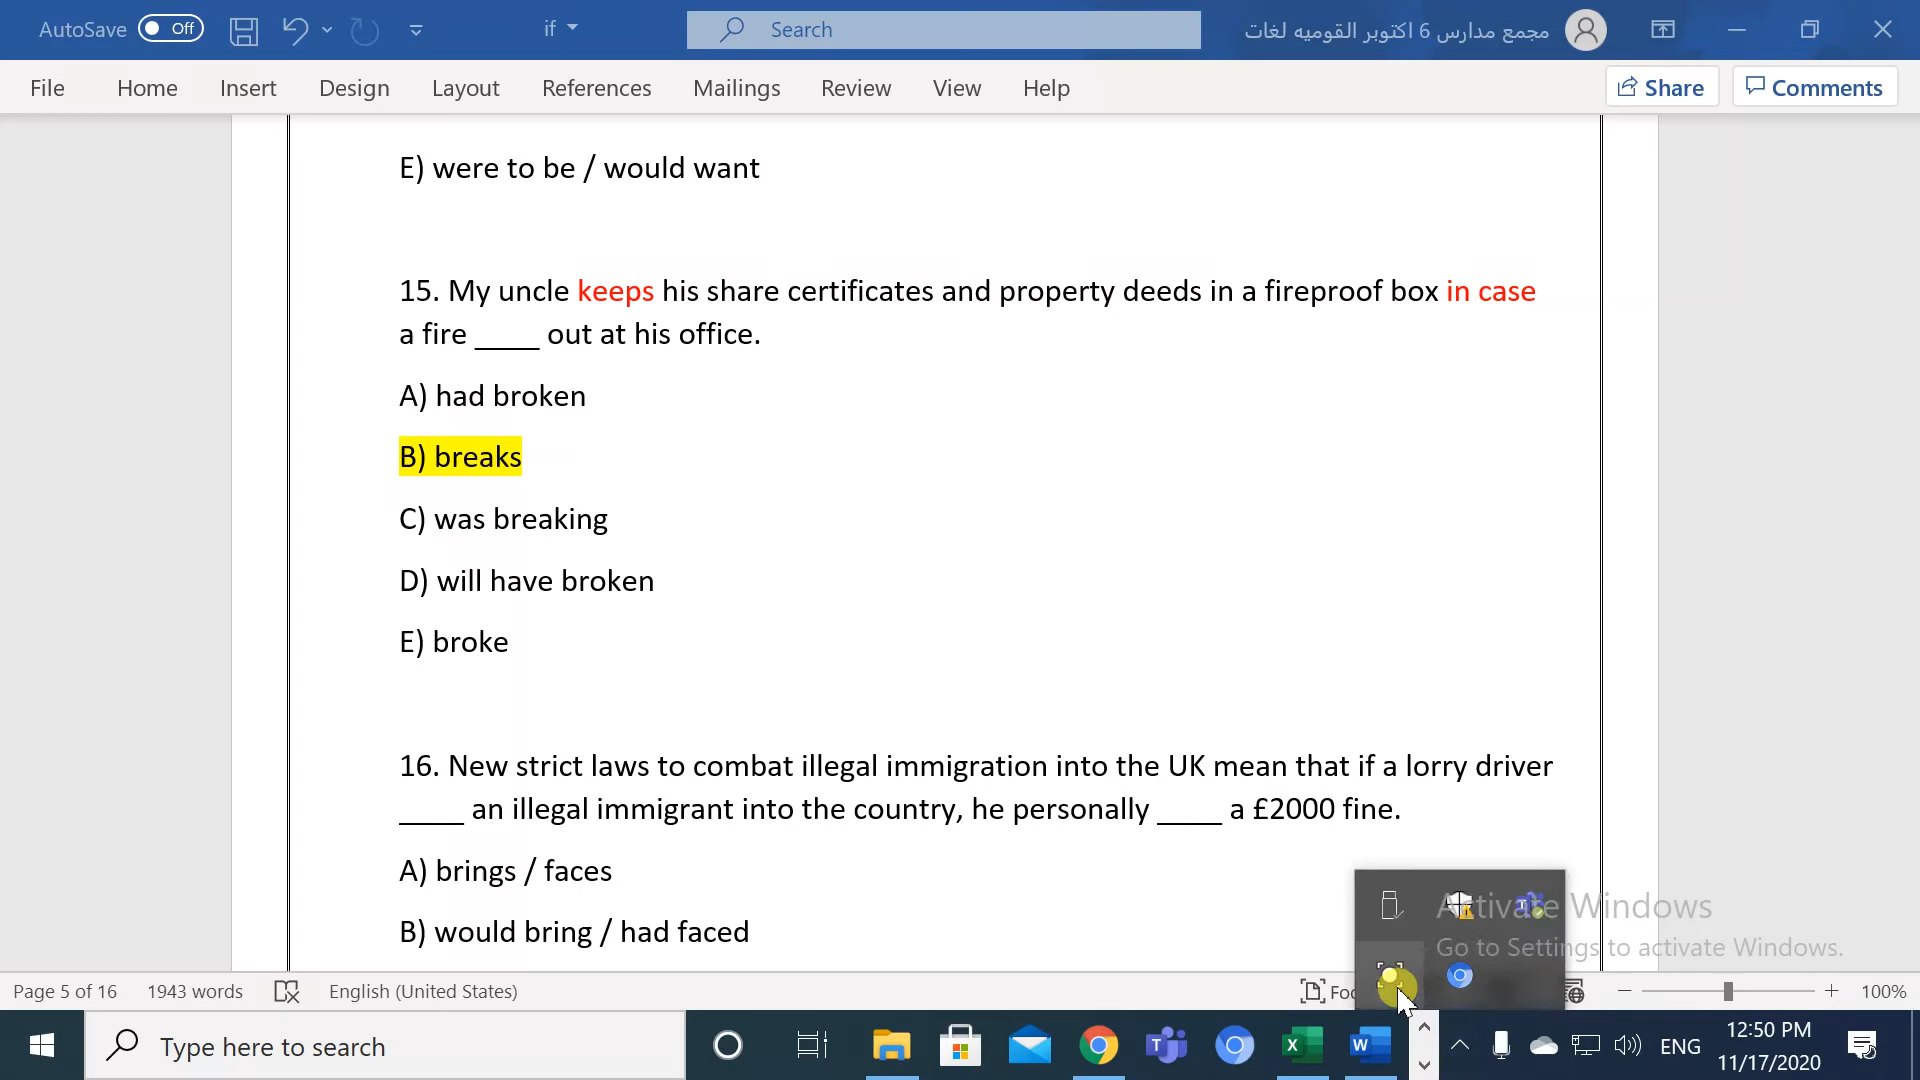 AutoSave Off if Search مجمع مدارس 6 اكتوبر القوميه لغات
File Home Insert Design Layout References Mailings Review View Help Share Comments
E) were to be / would want
15. My uncle keeps his share certificates and property deeds in a fireproof box in case
a fire ____ out at his office.
A) had broken
B) breaks
C) was breaking
D) will have broken
E) broke
16. New strict laws to combat illegal immigration into the UK mean that if a lorry driver
____ an illegal immigrant into the country, he personally ____ a £2000 fine.
A) brings / faces
B) would bring / had faced
Activate Windows
Go to Settings to activate Windows.
Page 5 of 16 1943 words English (United States) 100%
Type here to search ENG 12:50 PM
11/17/2020